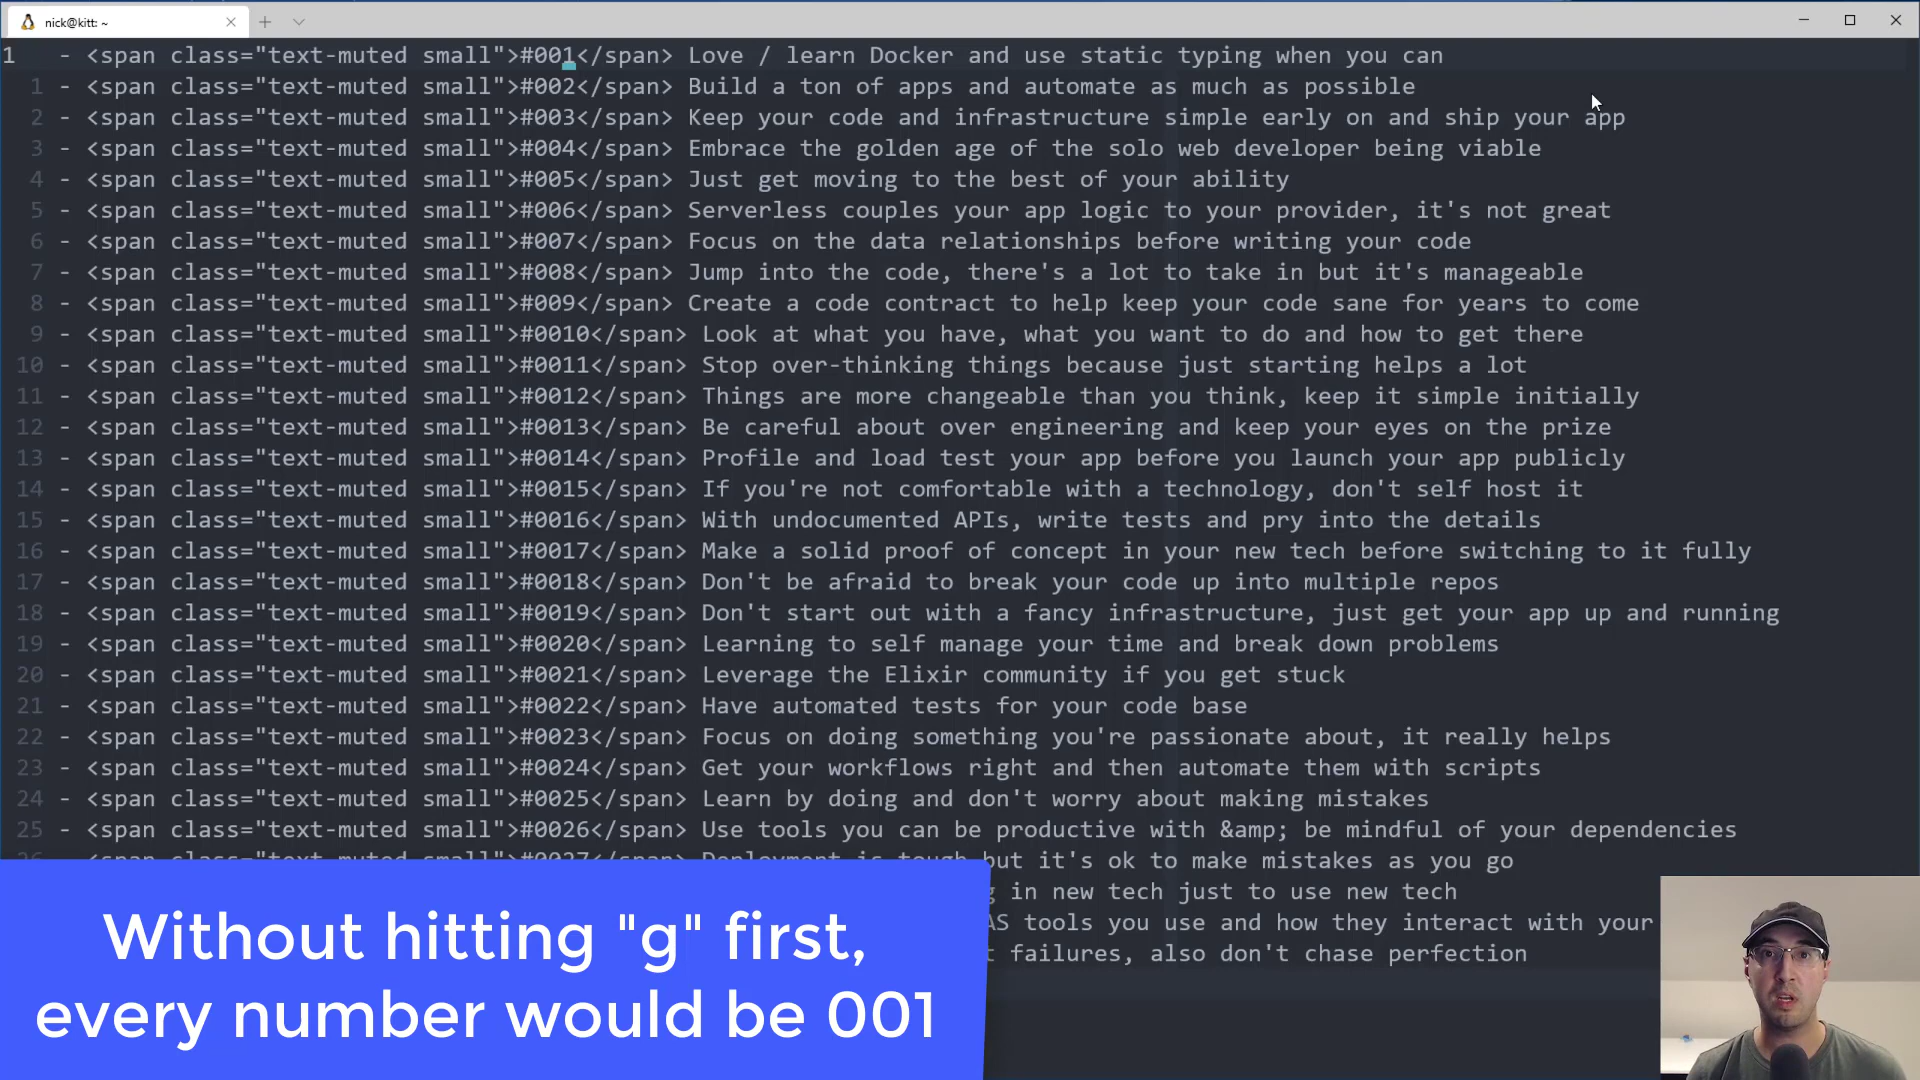 nick@kitt: ~
1 - <span class="text-muted small">#001</span> Love / learn Docker and use static typing when you can
1 - <span class="text-muted small">#002</span> Build a ton of apps and automate as much as possible
2 - <span class="text-muted small">#003</span> Keep your code and infrastructure simple early on and ship your app
3 - <span class="text-muted small">#004</span> Embrace the golden age of the solo web developer being viable
4 - <span class="text-muted small">#005</span> Just get moving to the best of your ability
5 - <span class="text-muted small">#006</span> Serverless couples your app logic to your provider, it's not great
6 - <span class="text-muted small">#007</span> Focus on the data relationships before writing your code
7 - <span class="text-muted small">#008</span> Jump into the code, there's a lot to take in but it's manageable
8 - <span class="text-muted small">#009</span> Create a code contract to help keep your code sane for years to come
9 - <span class="text-muted small">#0010</span> Look at what you have, what you want to do and how to get there
10 - <span class="text-muted small">#0011</span> Stop over-thinking things because just starting helps a lot
11 - <span class="text-muted small">#0012</span> Things are more changeable than you think, keep it simple initially
12 - <span class="text-muted small">#0013</span> Be careful about over engineering and keep your eyes on the prize
13 - <span class="text-muted small">#0014</span> Profile and load test your app before you launch your app publicly
14 - <span class="text-muted small">#0015</span> If you're not comfortable with a technology, don't self host it
15 - <span class="text-muted small">#0016</span> With undocumented APIs, write tests and pry into the details
16 - <span class="text-muted small">#0017</span> Make a solid proof of concept in your new tech before switching to it fully
17 - <span class="text-muted small">#0018</span> Don't be afraid to break your code up into multiple repos
18 - <span class="text-muted small">#0019</span> Don't start out with a fancy infrastructure, just get your app up and running
19 - <span class="text-muted small">#0020</span> Learning to self manage your time and break down problems
20 - <span class="text-muted small">#0021</span> Leverage the Elixir community if you get stuck
21 - <span class="text-muted small">#0022</span> Have automated tests for your code base
22 - <span class="text-muted small">#0023</span> Focus on doing something you're passionate about, it really helps
23 - <span class="text-muted small">#0024</span> Get your workflows right and then automate them with scripts
24 - <span class="text-muted small">#0025</span> Learn by doing and don't worry about making mistakes
25 - <span class="text-muted small">#0026</span> Use tools you can be productive with &amp; be mindful of your dependencies
26 - <span class="text-muted small">#0027</span> Deployment is tough but it's ok to make mistakes as you go
in new tech just to use new tech
AS tools you use and how they interact with your
failures, also don't chase perfection
Without hitting "g" first,
every number would be 001